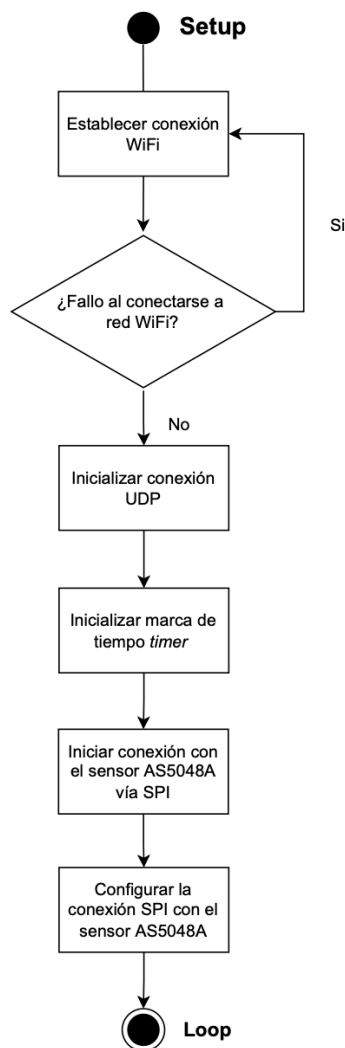 Setup
Establecer conexión
WiFi
Si
¿Fallo al conectarse a
red WiFi?
No
Inicializar conexión
UDP
Inicializar marca de
tiempo timer
Iniciar conexión con
el sensor AS5048A
vía SPI
Configurar la
conexión SPI con el
sensor AS5048A
Loop